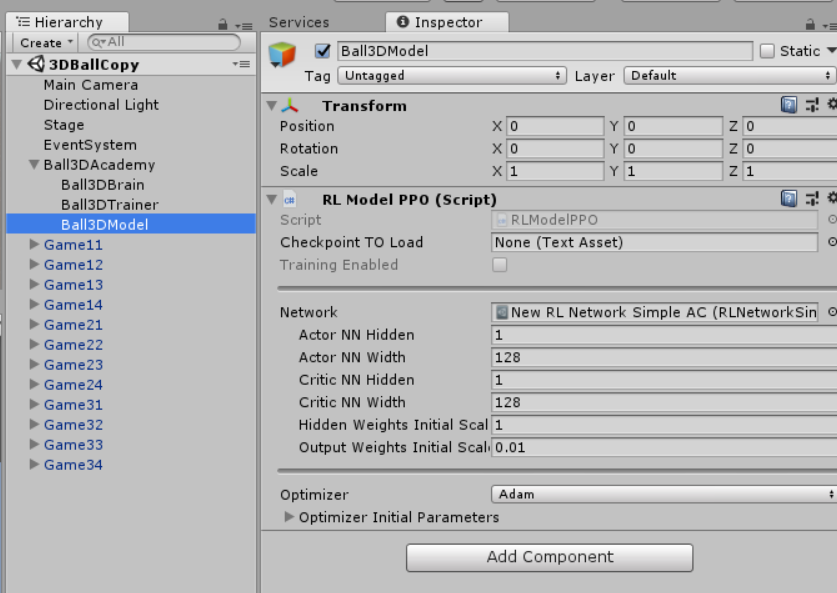 Hierarchy
Create
All
3DBallCopy
Main Camera
Directional Light
Stage
EventSystem
Ball3DAcademy
Ball3DBrain
Ball3DTrainer
Ball3DModel
Game11
Game12
Game13
Game14
Game21
Game22
Game23
Game24
Game31
Game32
Game33
Game34
Services
Inspector
Ball3DModel Static
Tag Untagged Layer Default
Transform
Position X 0 Y 0 Z 0
Rotation X 0 Y 0 Z 0
Scale X 1 Y 1 Z 1
C# RL Model PPO (Script)
Script RLModelPPO
Checkpoint TO Load None (Text Asset)
Training Enabled
Network New RL Network Simple AC (RLNetworkSin
Actor NN Hidden 1
Actor NN Width 128
Critic NN Hidden 1
Critic NN Width 128
Hidden Weights Initial Scal 1
Output Weights Initial Scal 0.01
Optimizer Adam
Optimizer Initial Parameters
Add Component